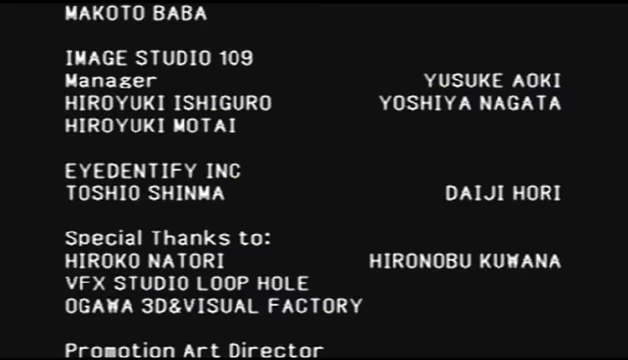 MAKOTO BABA
IMAGE STUDIO 109
Manager YUSUKE AOKI
HIROYUKI ISHIGURO YOSHIYA NAGATA
HIROYUKI MOTAI
EYEDENTIFY INC
TOSHIO SHINMA DAIJI HORI
Special Thanks to:
HIROKO NATORI HIRONOBU KUWANA
VFX STUDIO LOOP HOLE
OGAWA 3D&VISUAL FACTORY
Promotion Art Director